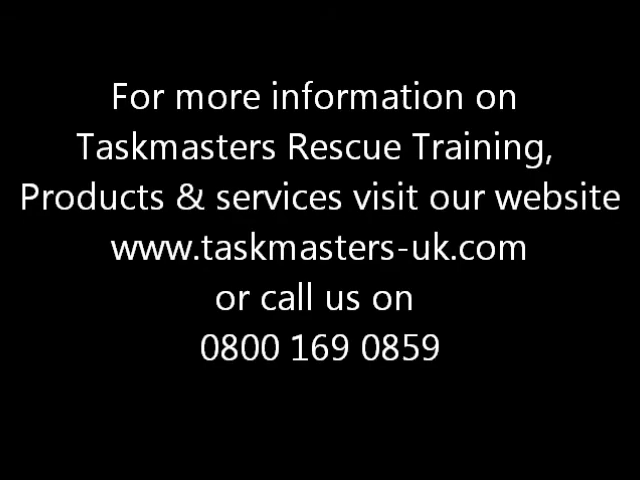 For more information on
Taskmasters Rescue Training,
Products & services visit our website
www.taskmasters-uk.com
or call us on
0800 169 0859